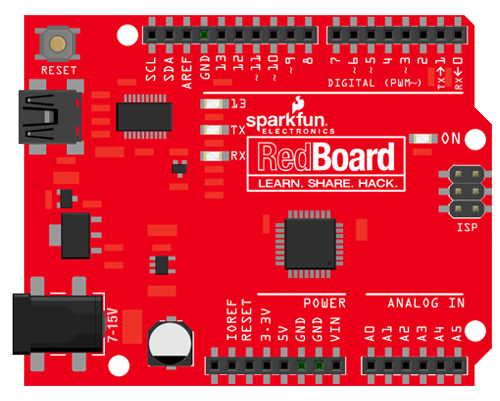 RESET
SCL
SDA
AREF
GND
13
12
~11
~10
~9
8
7
~6
~5
4
~3
2
TX→1
RX←0
DIGITAL (PWM~)
13
TX
RX
sparkfun
ELECTRONICS
RedBoard
LEARN. SHARE. HACK.
ON
ISP
7-15V
POWER
ANALOG IN
IOREF
RESET
3.3V
5V
GND
GND
VIN
A0
A1
A2
A3
A4
A5